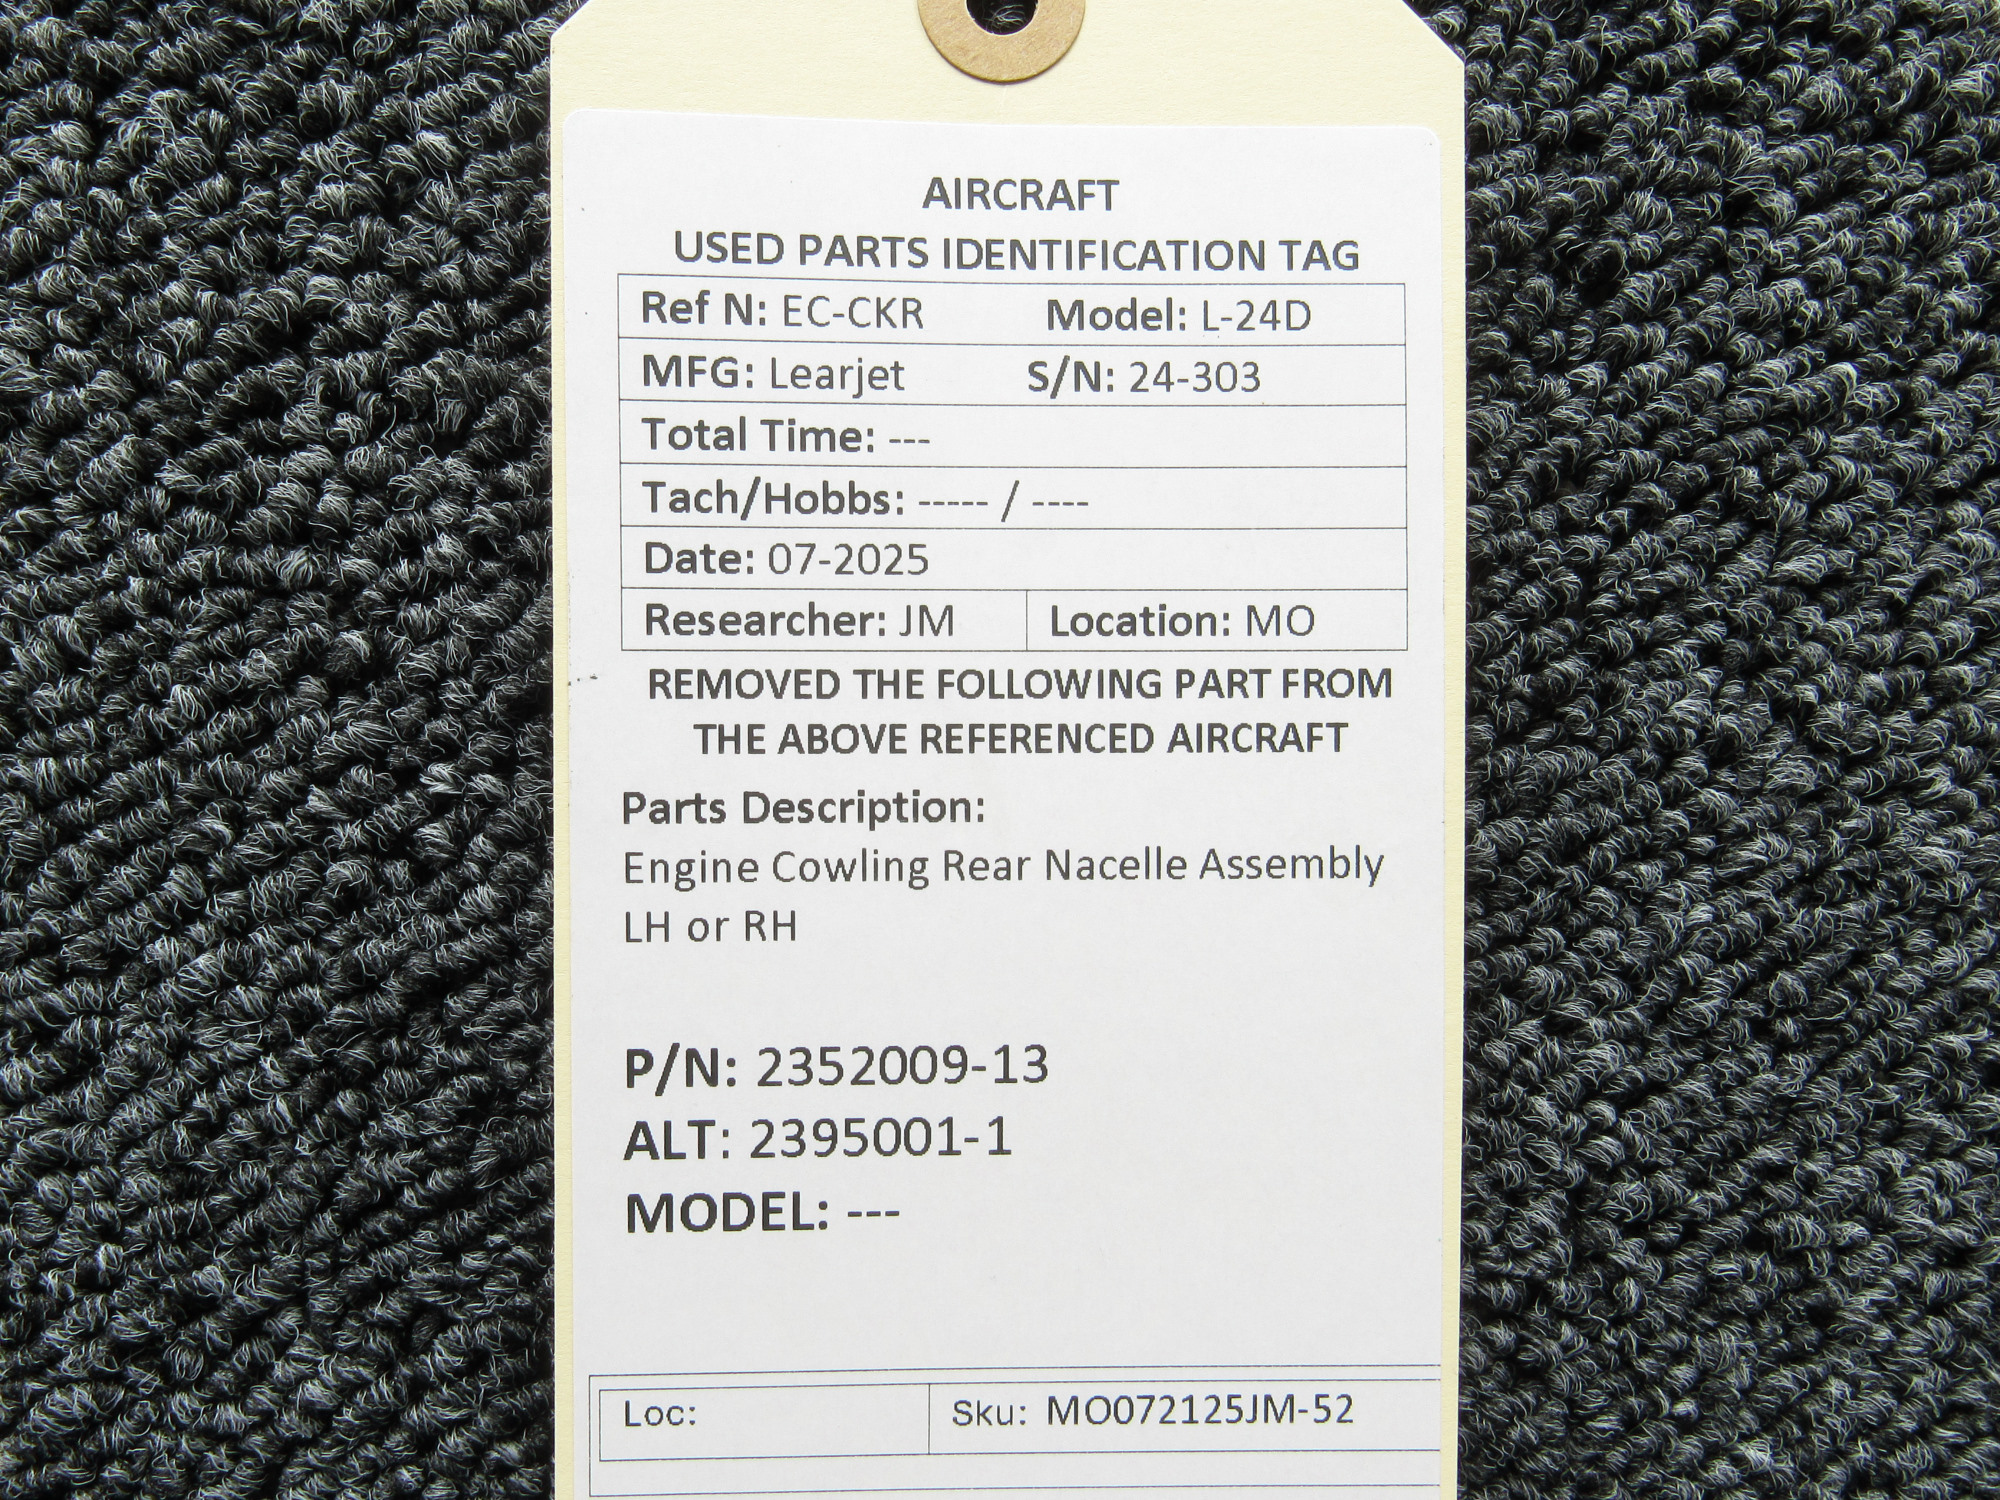 AIRCRAFT
USED PARTS IDENTIFICATION TAG
Ref N: EC-CKR Model: L-24D
MFG: Learjet S/N: 24-303
Total Time: ---
Tach/Hobbs: ----- / ----
Date: 07-2025
Researcher: JM Location: MO
REMOVED THE FOLLOWING PART FROM
THE ABOVE REFERENCED AIRCRAFT
Parts Description:
Engine Cowling Rear Nacelle Assembly
LH or RH
P/N: 2352009-13
ALT: 2395001-1
MODEL: ---
Loc: Sku: MO072125JM-52